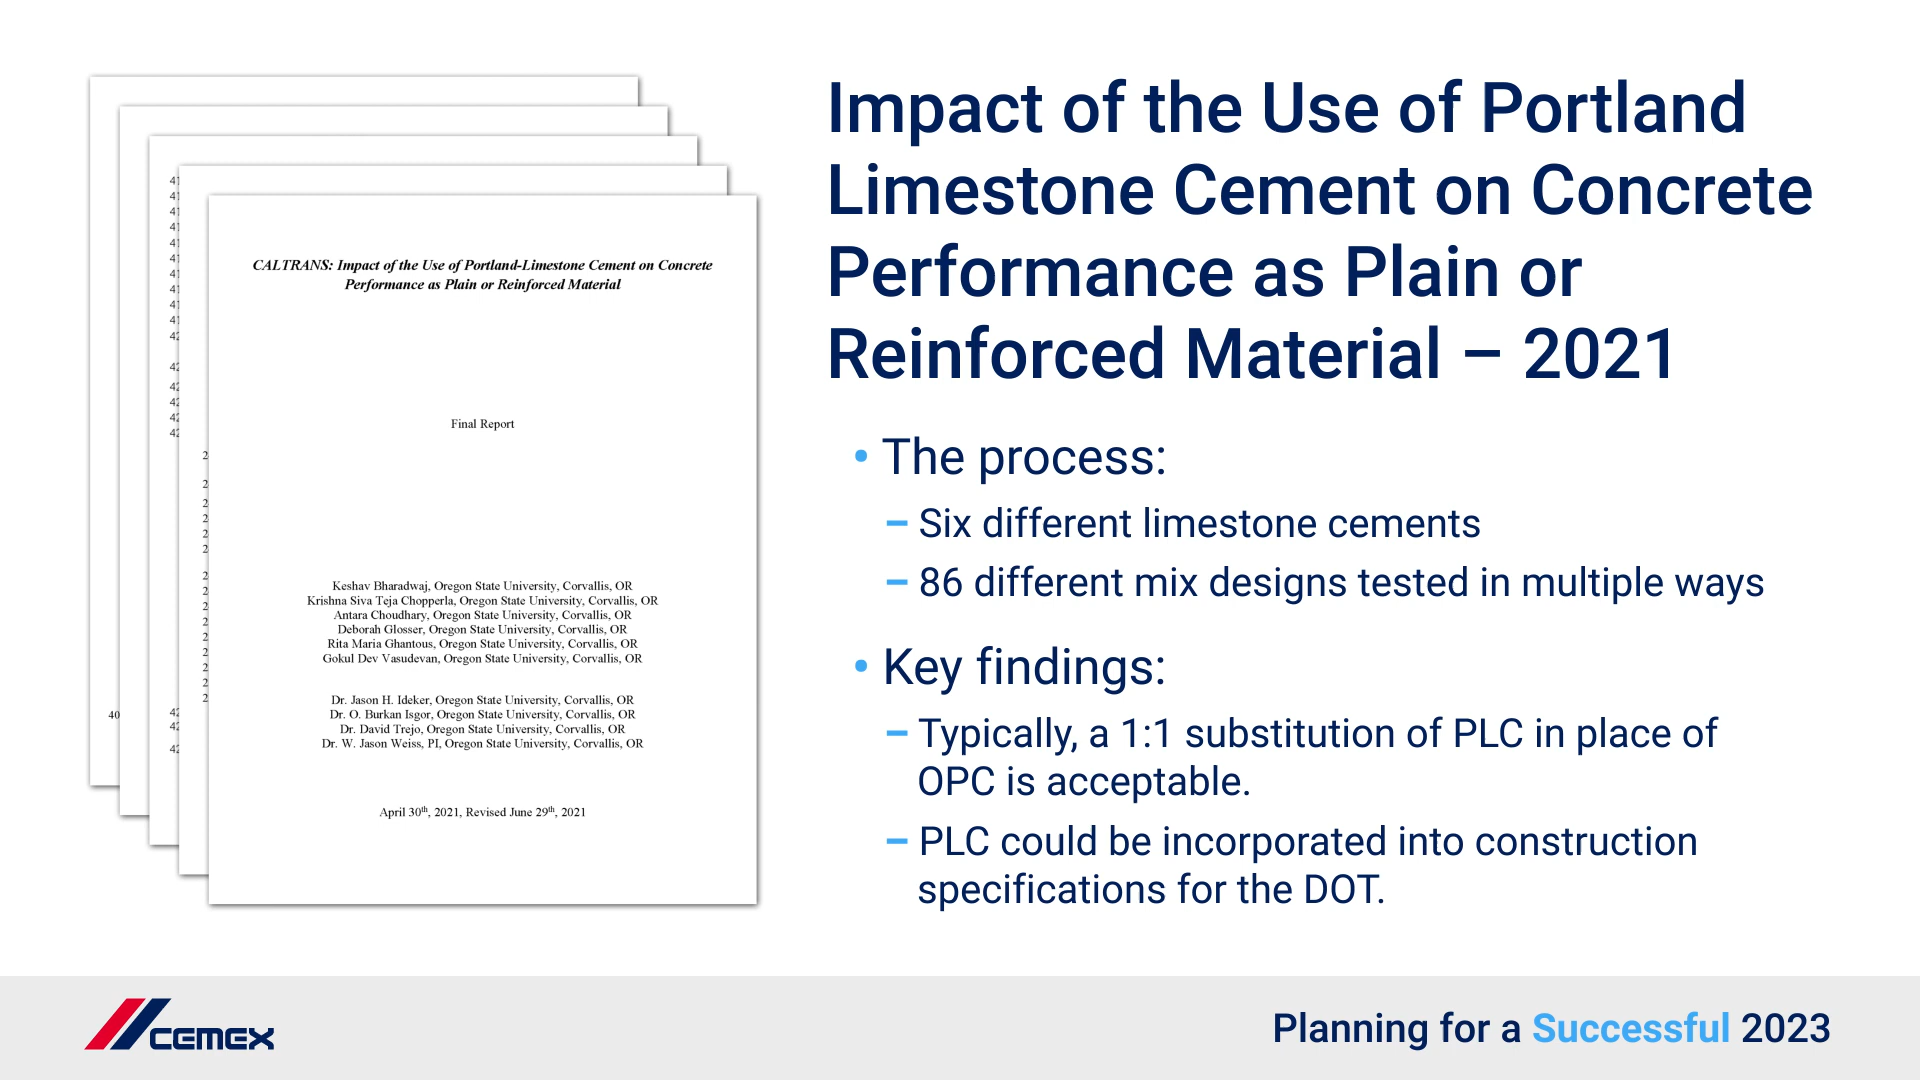 CALTRANS: Impact of the Use of Portland-Limestone Cement on Concrete
Performance as Plain or Reinforced Material
Final Report
Keshav Bharadwaj, Oregon State University, Corvallis, OR
Krishna Siva Teja Chopperla, Oregon State University, Corvallis, OR
Antara Choudhary, Oregon State University, Corvallis, OR
Deborah Glosser, Oregon State University, Corvallis, OR
Rita Maria Ghantous, Oregon State University, Corvallis, OR
Gokul Dev Vasudevan, Oregon State University, Corvallis, OR
Dr. Jason H. Ideker, Oregon State University, Corvallis, OR
Dr. O. Burkan Isgor, Oregon State University, Corvallis, OR
Dr. David Trejo, Oregon State University, Corvallis, OR
Dr. W. Jason Weiss, PI, Oregon State University, Corvallis, OR
April 30th, 2021, Revised June 29th, 2021
Impact of the Use of Portland
Limestone Cement on Concrete
Performance as Plain or
Reinforced Material – 2021
• The process:
– Six different limestone cements
– 86 different mix designs tested in multiple ways
• Key findings:
– Typically, a 1:1 substitution of PLC in place of
OPC is acceptable.
– PLC could be incorporated into construction
specifications for the DOT.
CEMEX
Planning for a Successful 2023